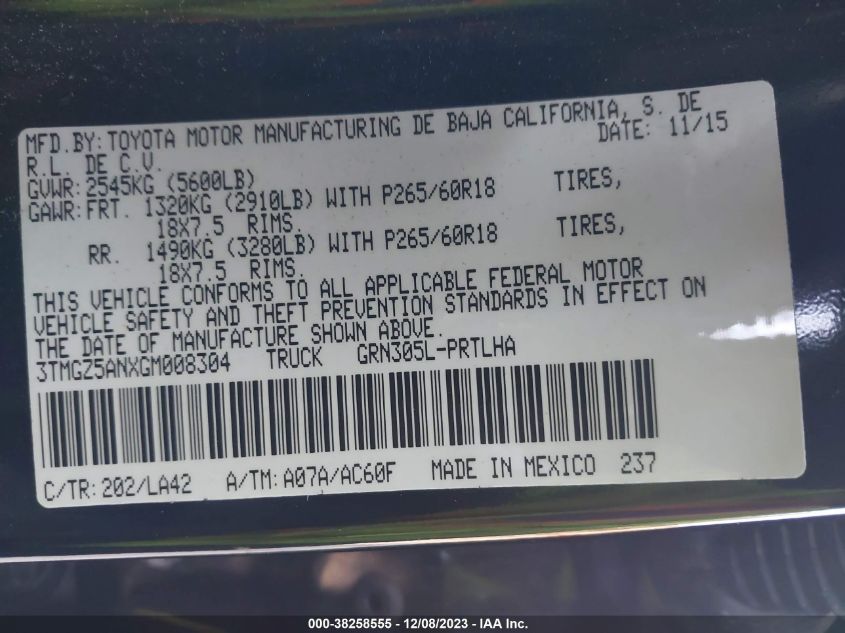 MFD.BY: TOYOTA MOTOR MANUFACTURING DE BAJA CALIFORNIA, S. DE
R.L. DE C.V. DATE: 11/15
GVWR: 2545KG (5600LB)
GAWR: FRT. 1320KG (2910LB) WITH P265/60R18 TIRES,
18X7.5 RIMS.
RR. 1490KG (3280LB) WITH P265/60R18 TIRES,
18X7.5 RIMS.
THIS VEHICLE CONFORMS TO ALL APPLICABLE FEDERAL MOTOR
VEHICLE SAFETY AND THEFT PREVENTION STANDARDS IN EFFECT ON
THE DATE OF MANUFACTURE SHOWN ABOVE.
3TMGZ5ANXGM008304 TRUCK GRN305L-PRTLHA
C/TR: 202/LA42 A/TM: A07A/AC60F MADE IN MEXICO 237
000-38258555 - 12/08/2023 - IAA Inc.